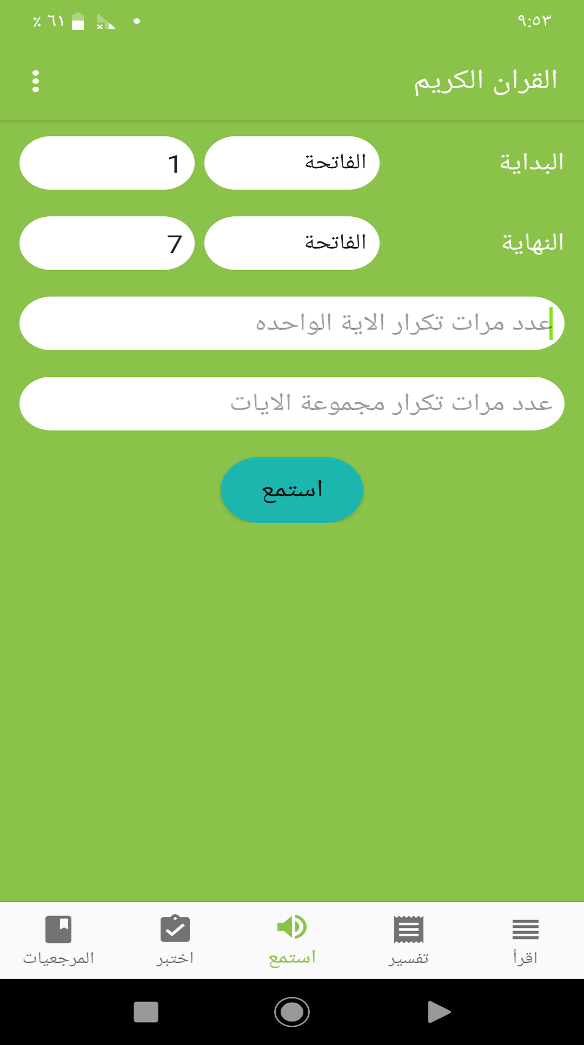 ٩:٥٣ ٦١ ٪
القران الكريم
البداية الفاتحة 1
النهاية الفاتحة 7
عدد مرات تكرار الاية الواحده
عدد مرات تكرار مجموعة الايات
استمع
اقرأ تفسير استمع اختبر المرجعيات